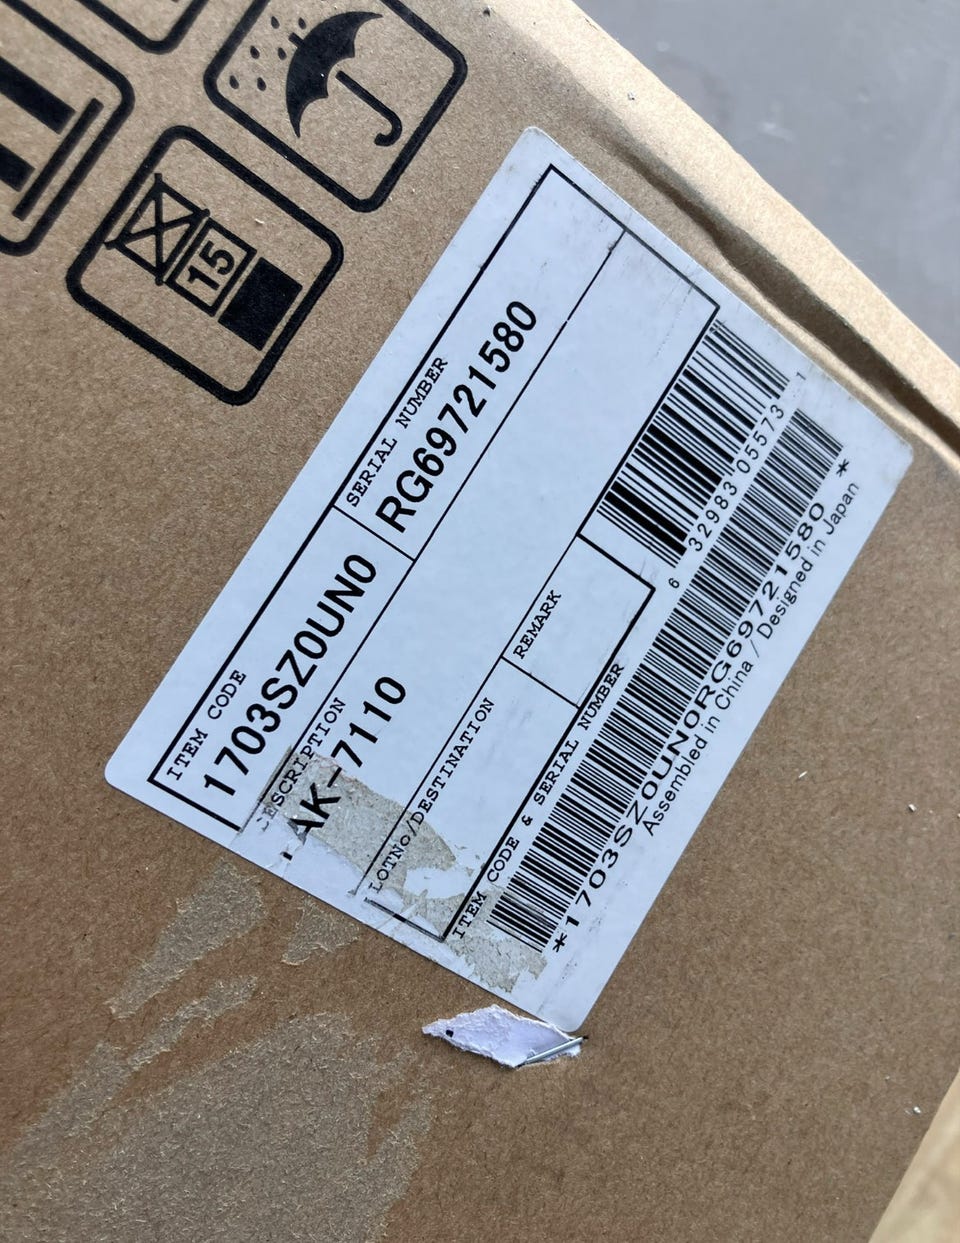 15
ITEM CODE
SERIAL NUMBER
1703SZ0UN0
RG69721580
DESCRIPTION
AK-7110
LOTNo/DESTINATION
REMARK
6 32983 05573 1
ITEM CODE & SERIAL NUMBER
*1703SZ0UN0RG69721580*
Assembled in China / Designed in Japan